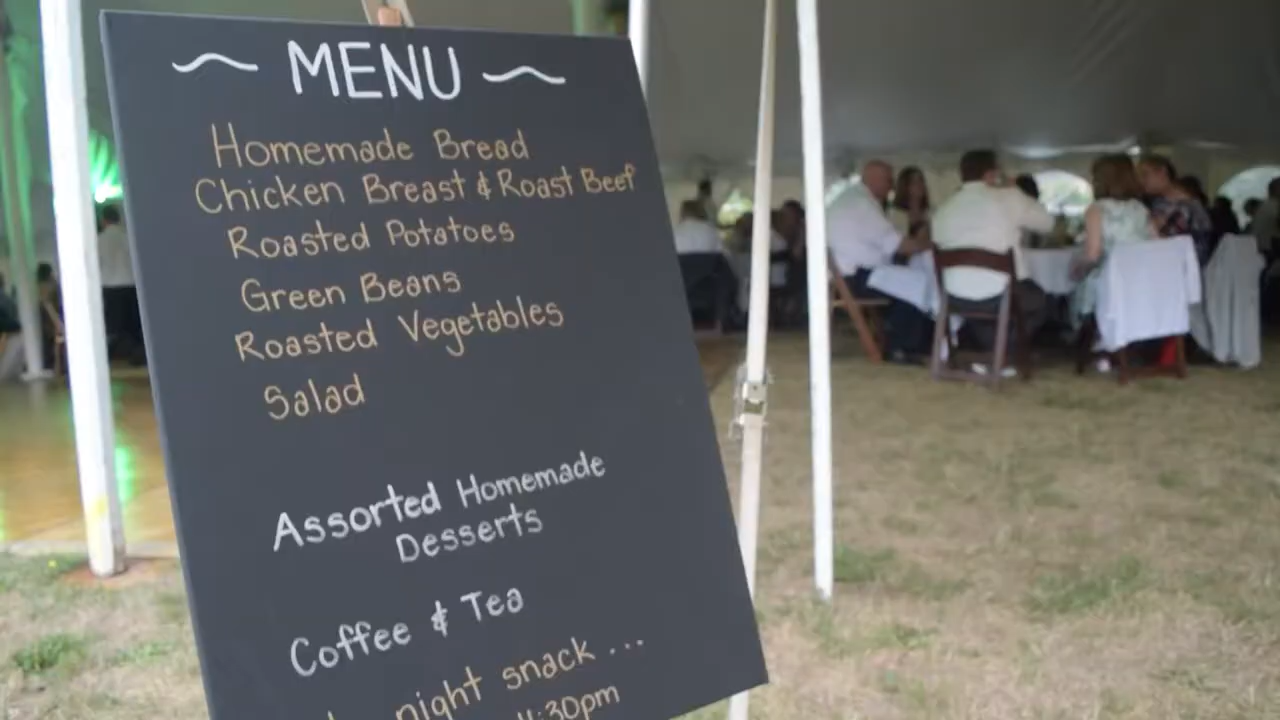 MENU
Homemade Bread
Chicken Breast & Roast Beef
Roasted Potatoes
Green Beans
Roasted Vegetables
Salad
Assorted Homemade
Desserts
Coffee & Tea
night snack...
:30pm